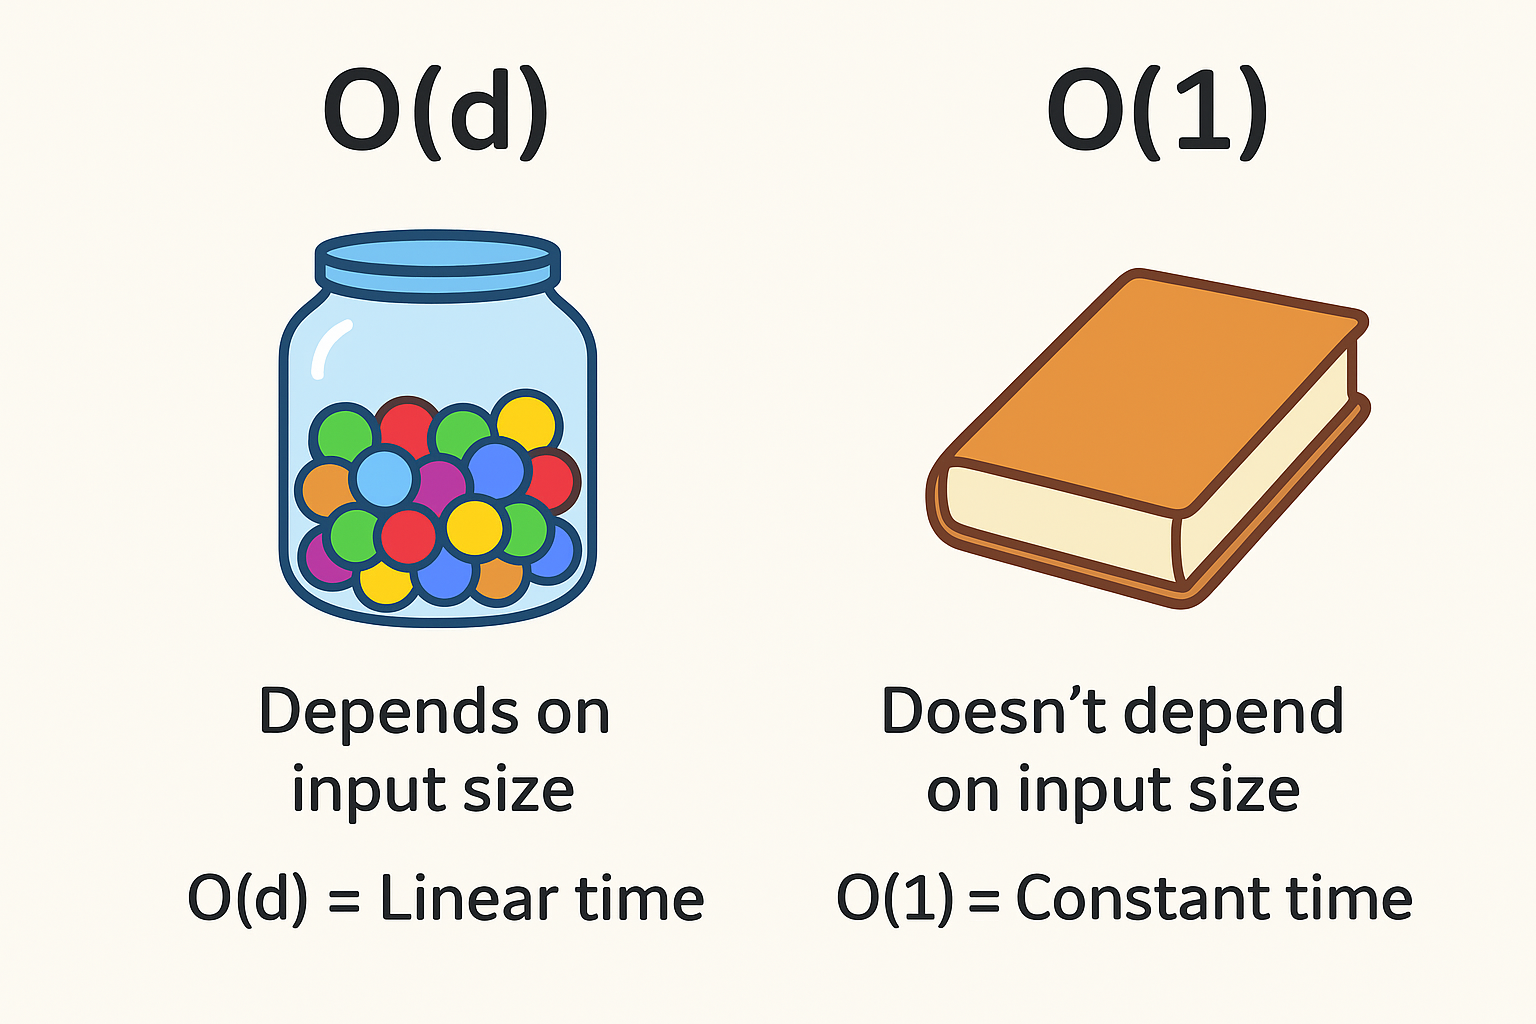 O(d)
O(1)
Depends on
input size
Doesn’t depend
on input size
O(d) = Linear time
O(1) = Constant time